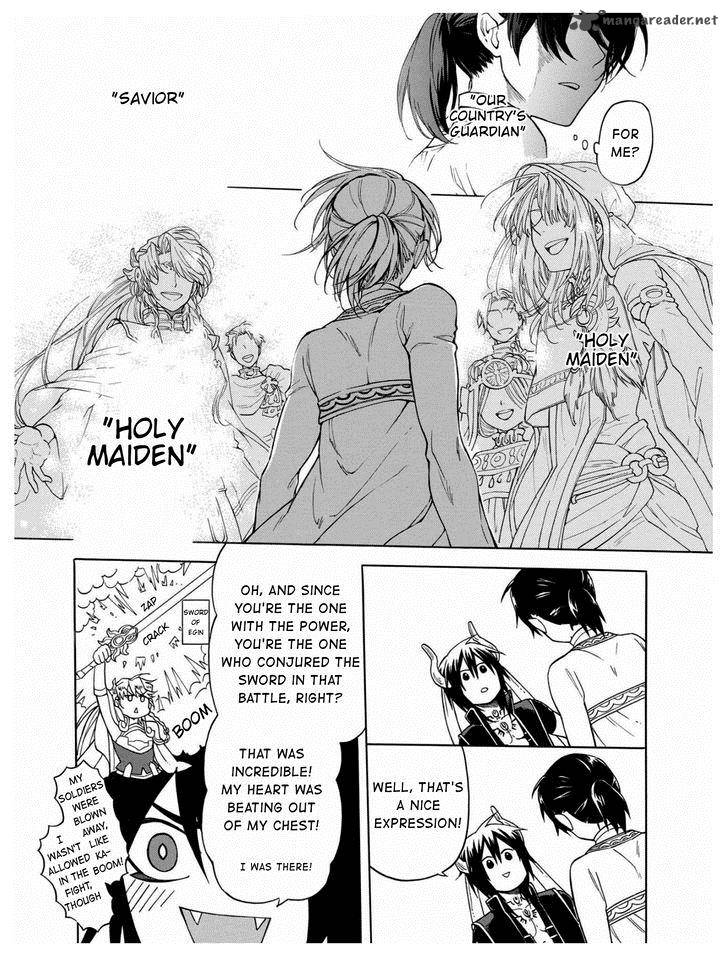 mangareader.net
FOR
ME?
"OUR
COUNTRY'S
GUARDIAN"
"SAVIOR"
"HOLY
MAIDEN"
"HOLY
MAIDEN"
WELL, THAT'S
A NICE
EXPRESSION!
OH, AND SINCE
YOU'RE THE ONE
WITH THE POWER,
YOU'RE THE ONE
WHO CONJURED THE
SWORD IN THAT
BATTLE, RIGHT?
THAT WAS
INCREDIBLE!
MY HEART WAS
BEATING OUT
OF MY CHEST!
I WAS THERE!
SWORD
OF
EGIN
ZAP
CRACK
BOOM
MY
SOLDIERS
WERE
BLOWN
AWAY,
LIKE
KA-
BOOM!
I
WASN'T
ALLOWED
IN THE
FIGHT,
THOUGH